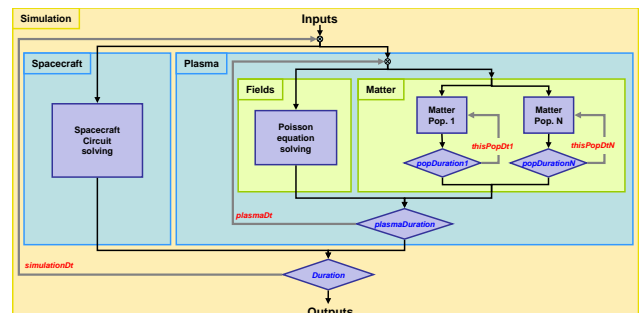 Simulation
Inputs
Spacecraft
Plasma
Fields
Matter
Spacecraft
Circuit
solving
Poisson
equation
solving
Matter
Pop. 1
Matter
Pop. N
thisPopDt1
thisPopDtN
popDuration1
popDurationN
plasmaDt
plasmaDuration
simulationDt
Duration
Outputs